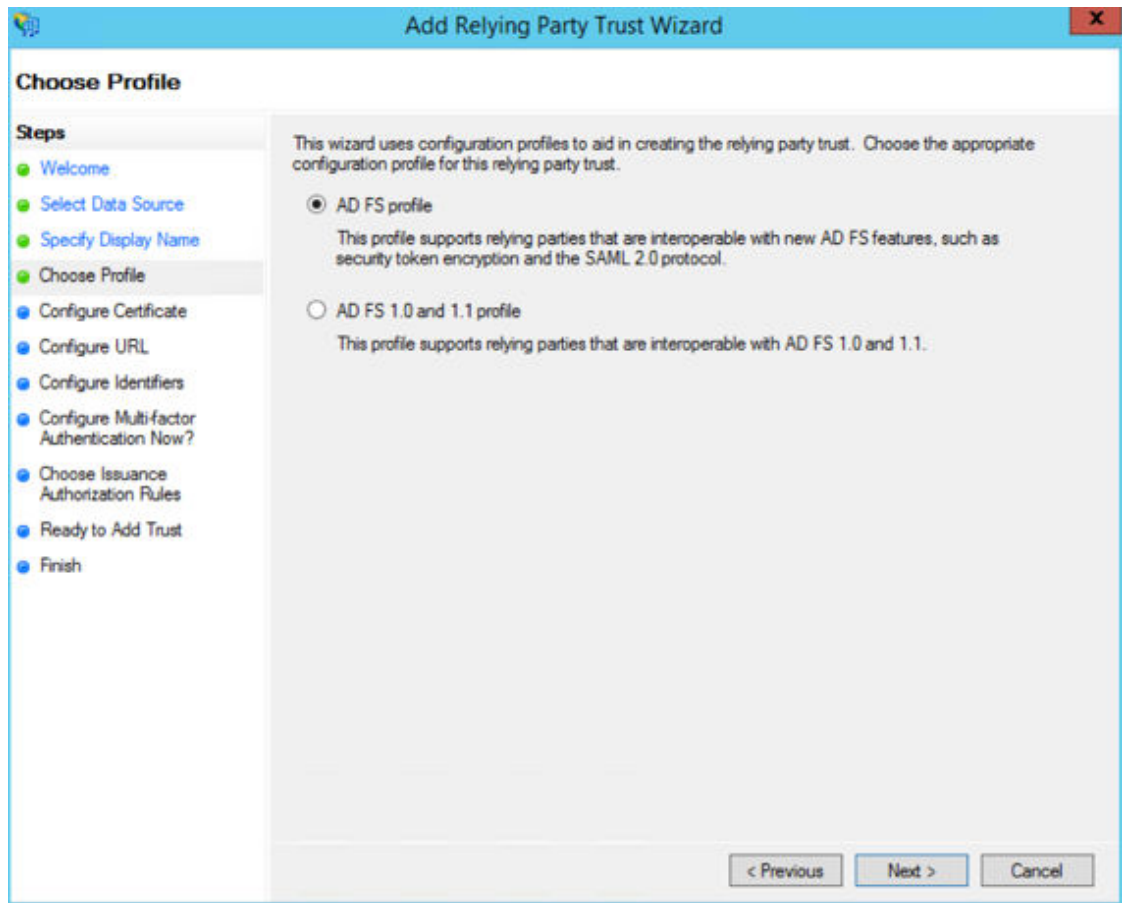 Add Relying Party Trust Wizard
x
Choose Profile
Steps
Welcome
Select Data Source
Specify Display Name
Choose Profile
Configure Certificate
Configure URL
Configure Identifiers
Configure Multi-factor
Authentication Now?
Choose Issuance
Authorization Rules
Ready to Add Trust
Finish
This wizard uses configuration profiles to aid in creating the relying party trust. Choose the appropriate
configuration profile for this relying party trust.
AD FS profile
This profile supports relying parties that are interoperable with new AD FS features, such as
security token encryption and the SAML 2.0 protocol.
AD FS 1.0 and 1.1 profile
This profile supports relying parties that are interoperable with AD FS 1.0 and 1.1.
< Previous
Next >
Cancel